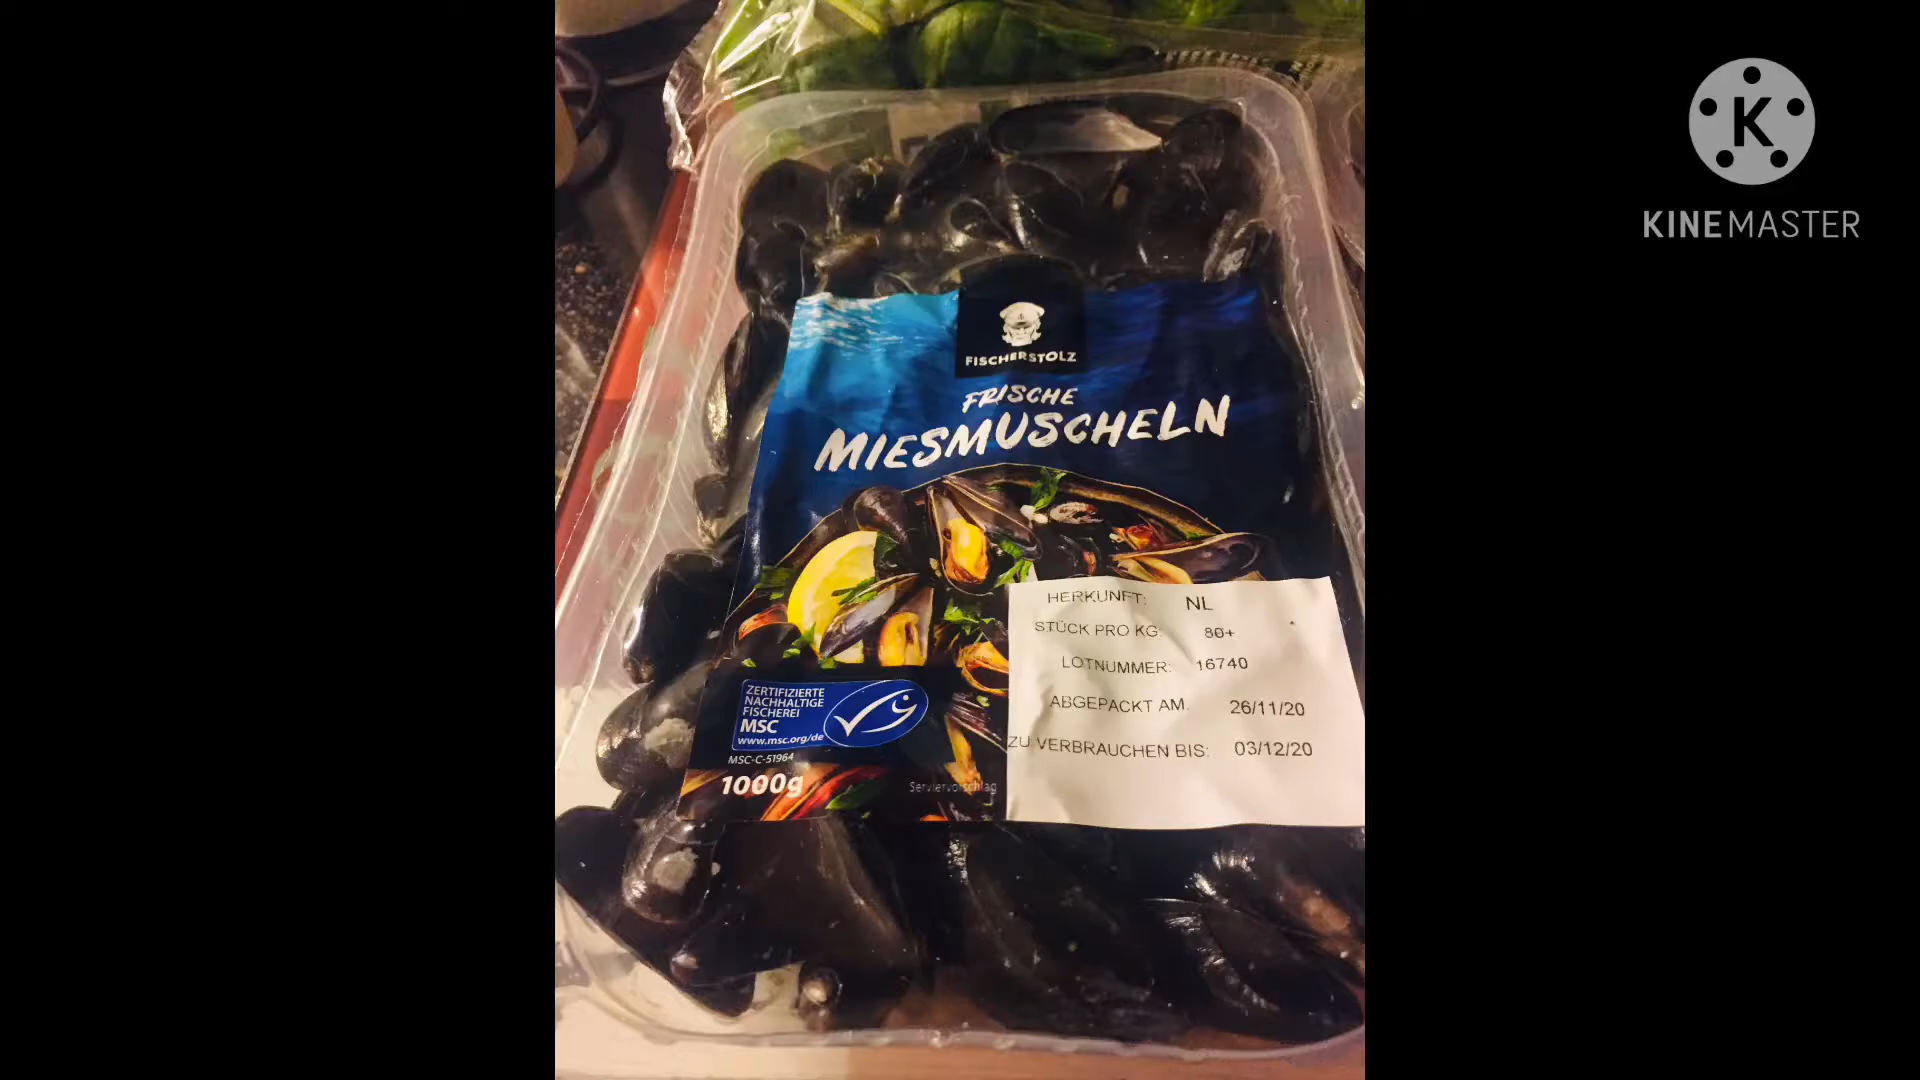 KINEMASTER
FISCHERSTOLZ
FRISCHE
MIESMUSCHELN
HERKUNFT: NL
STÜCK PRO KG: 80+
LOTNUMMER: 16740
ABGEPACKT AM: 26/11/20
ZU VERBRAUCHEN BIS: 03/12/20
ZERTIFIZIERTE
NACHHALTIGE
FISCHEREI
MSC
www.msc.org/de
MSC-C-51964
1000g
Serviervorschlag